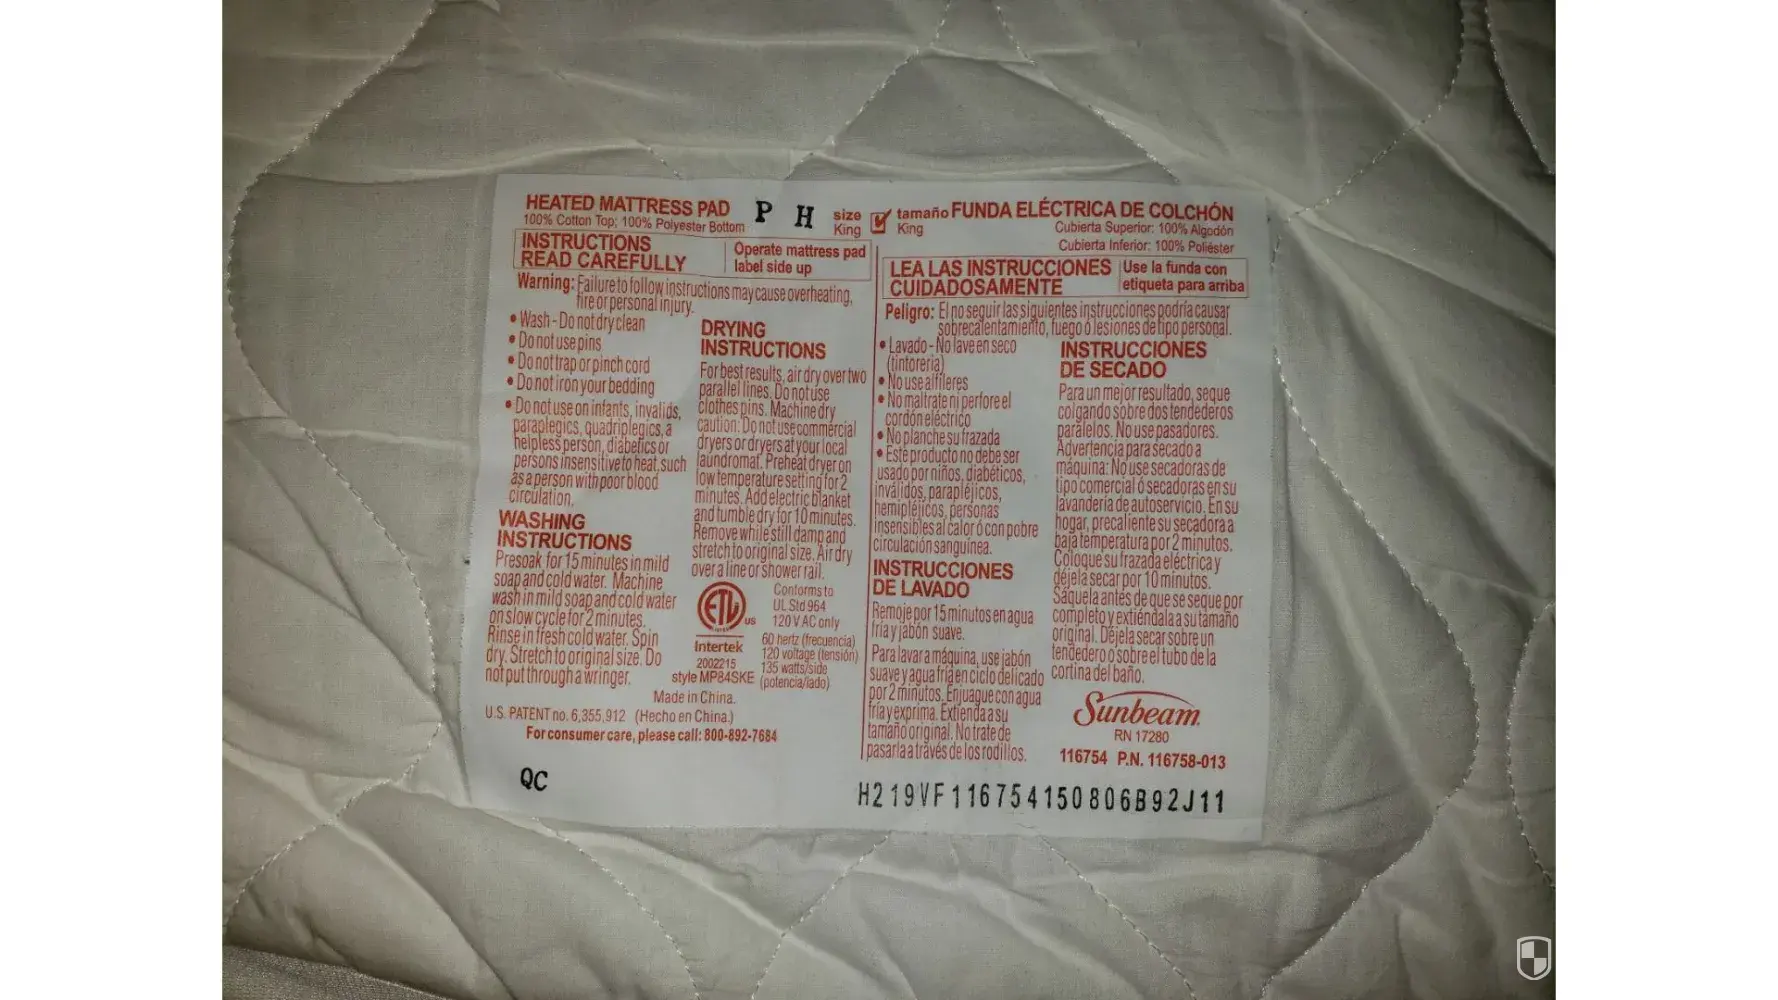 HEATED MATTRESS PAD
100% Cotton Top; 100% Polyester Bottom
P H
size
King
tamaño
King
FUNDA ELÉCTRICA DE COLCHÓN
Cubierta Superior: 100% Algodón
Cubierta Inferior: 100% Poliéster
INSTRUCTIONS
READ CAREFULLY
Operate mattress pad
label side up
Warning: Failure to follow instructions may cause overheating,
fire or personal injury.
• Wash - Do not dry clean
• Do not use pins
• Do not trap or pinch cord
• Do not iron your bedding
• Do not use on infants, invalids,
paraplegics, quadriplegics, a
helpless person, diabetics or
persons insensitive to heat, such
as a person with poor blood
circulation.
WASHING
INSTRUCTIONS
Presoak for 15 minutes in mild
soap and cold water. Machine
wash in mild soap and cold water
on slow cycle for 2 minutes.
Rinse in fresh cold water. Spin
dry. Stretch to original size. Do
not put through a wringer.
DRYING
INSTRUCTIONS
For best results, air dry over two
parallel lines. Do not use
clothes pins. Machine dry
caution: Do not use commercial
dryers or dryers at your local
laundromat. Preheat dryer on
low temperature setting for 2
minutes. Add electric blanket
and tumble dry for 10 minutes.
Remove while still damp and
stretch to original size. Air dry
over a line or shower rail.
ETL
US
Intertek
2002215
style MP84SKE
Conforms to
UL Std 964
120 V AC only
60 hertz (frecuencia)
120 voltage (tensión)
135 watts/side
(potencia/lado)
Made in China.
U.S. PATENT no. 6,355,912 (Hecho en China.)
For consumer care, please call: 800-892-7684
QC
LEA LAS INSTRUCCIONES
CUIDADOSAMENTE
Use la funda con
etiqueta para arriba
Peligro: El no seguir las siguientes instrucciones podría causar
sobrecalentamiento, fuego ó lesiones de tipo personal.
• Lavado - No lave en seco
(tintorería)
• No use alfileres
• No maltrate ni perfore el
cordón eléctrico
• No planche su frazada
• Este producto no debe ser
usado por niños, diabéticos,
inválidos, parapléjicos,
hemipléjicos, personas
insensibles al calor ó con pobre
circulación sanguínea.
INSTRUCCIONES
DE LAVADO
Remoje por 15 minutos en agua
fría y jabón suave.
Para lavar a máquina, use jabón
suave y agua fría en ciclo delicado
por 2 minutos. Enjuague con agua
fría y exprima. Extienda a su
tamaño original. No trate de
pasarla a través de los rodillos.
INSTRUCCIONES
DE SECADO
Para un mejor resultado, seque
colgando sobre dos tendederos
paralelos. No use pasadores.
Advertencia para secado a
máquina: No use secadoras de
tipo comercial ó secadoras en su
lavandería de autoservicio. En su
hogar, precaliente su secadora a
baja temperatura por 2 minutos.
Coloque su frazada eléctrica y
déjela secar por 10 minutos.
Sáquela antes de que se seque por
completo y extiéndala a su tamaño
original. Déjela secar sobre un
tendedero o sobre el tubo de la
cortina del baño.
Sunbeam
RN 17280
116754 P.N. 116758-013
H219VF116754150806B92J11